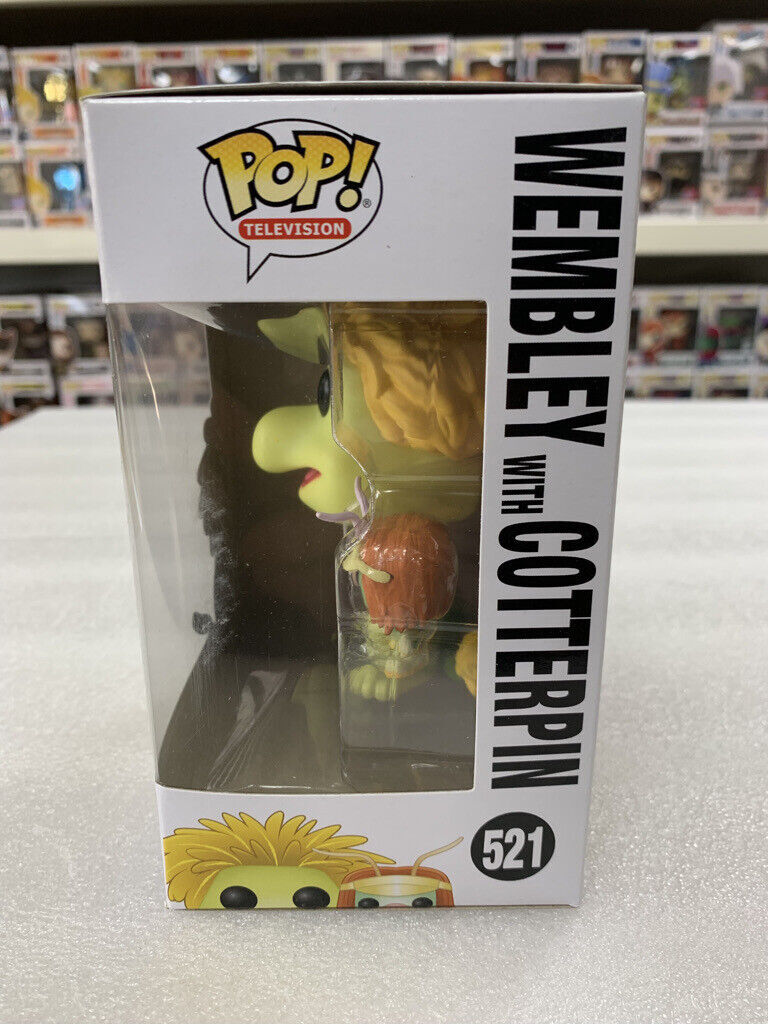 POP!®
TELEVISION
WEMBLEY WITH COTTERPIN
521